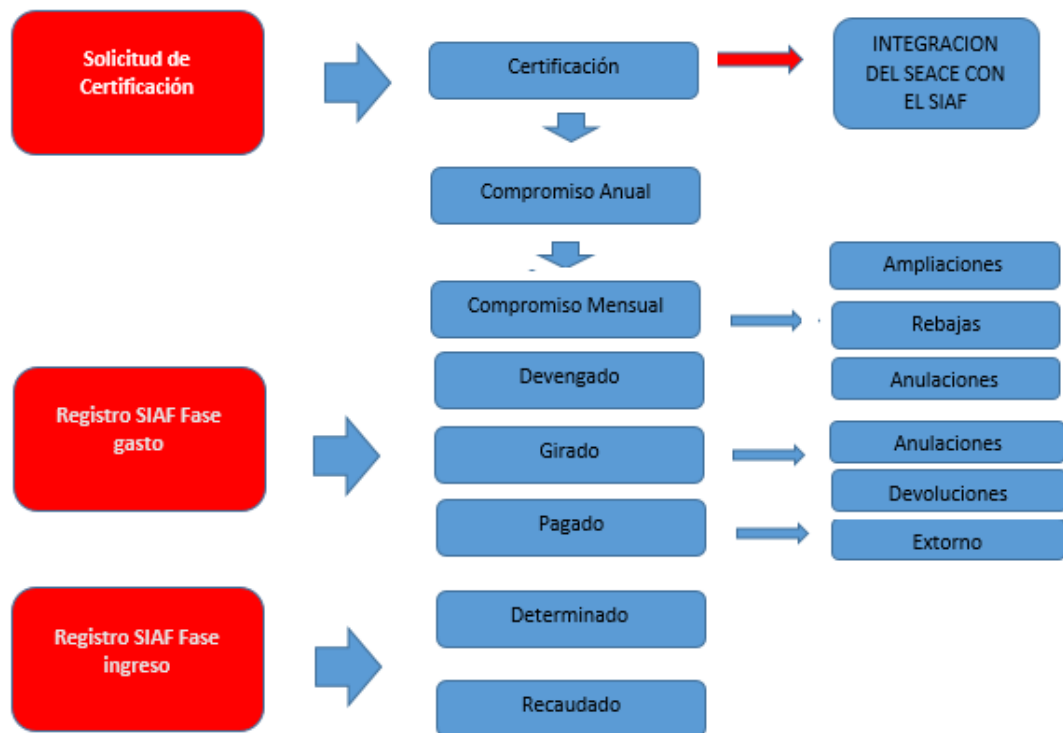 Solicitud de
Certificación
Certificación
INTEGRACION
DEL SEACE CON
EL SIAF
Compromiso Anual
Compromiso Mensual
Ampliaciones
Rebajas
Anulaciones
Registro SIAF Fase
gasto
Devengado
Girado
Pagado
Anulaciones
Devoluciones
Extorno
Registro SIAF Fase
ingreso
Determinado
Recaudado